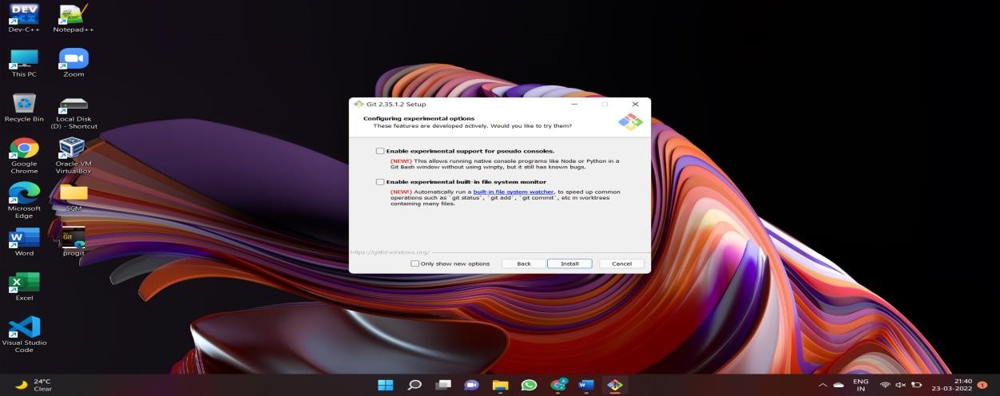 DEV
Dev-C++
Notepad++
This PC
Zoom
Recycle Bin
Local Disk
(D) - Shortcut
Google
Chrome
Oracle VM
VirtualBox
Microsoft
Edge
SCM
W
Word
Git
progit
X
Excel
Visual Studio
Code
Git 2.35.1.2 Setup
Configuring experimental options
These features are developed actively. Would you like to try them?
Enable experimental support for pseudo consoles.
(NEW!) This allows running native console programs like Node or Python in a
Git Bash window without using winpty, but it still has known bugs.
Enable experimental built-in file system monitor
(NEW!) Automatically run a built-in file system watcher, to speed up common
operations such as `git status`, `git add`, `git commit`, etc in worktrees
containing many files.
https://gitforwindows.org/
Only show new options
Back
Install
Cancel
24°C
Clear
W
ENG
IN
21:40
23-03-2022
1